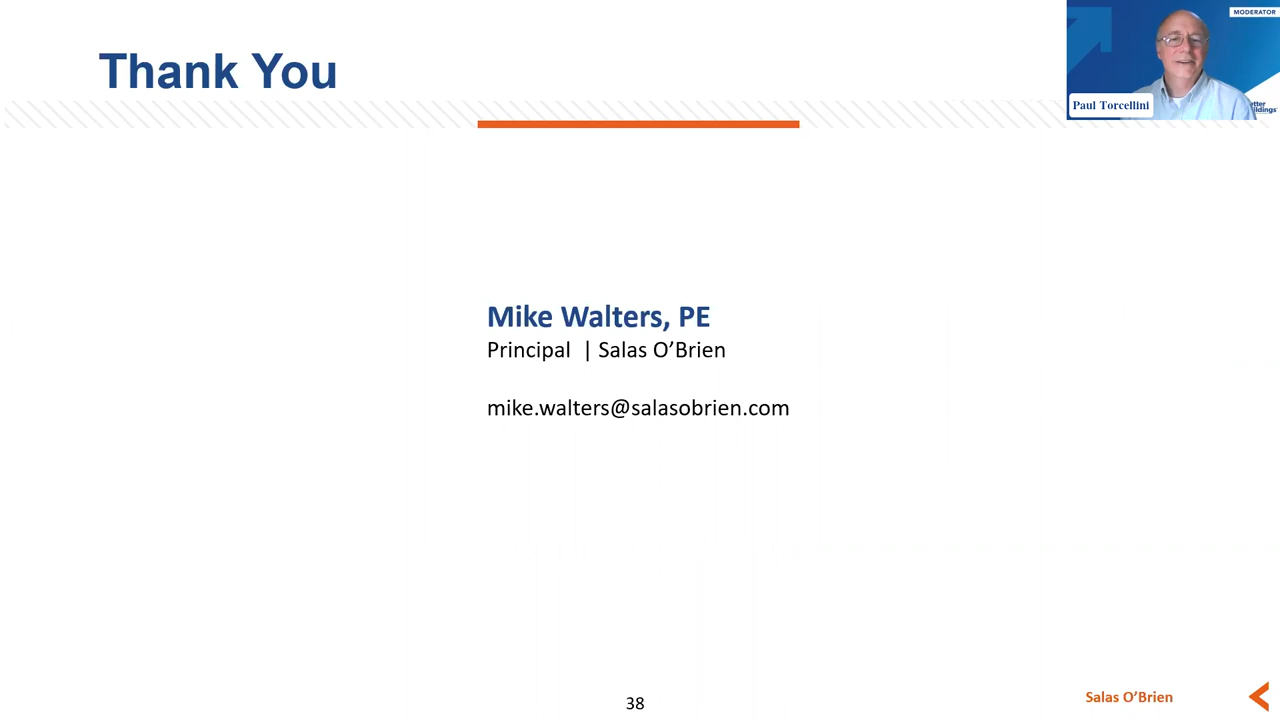 Thank You
MODERATOR
Paul Torcellini
Mike Walters, PE
Principal | Salas O’Brien
mike.walters@salasobrien.com
38
Salas O’Brien